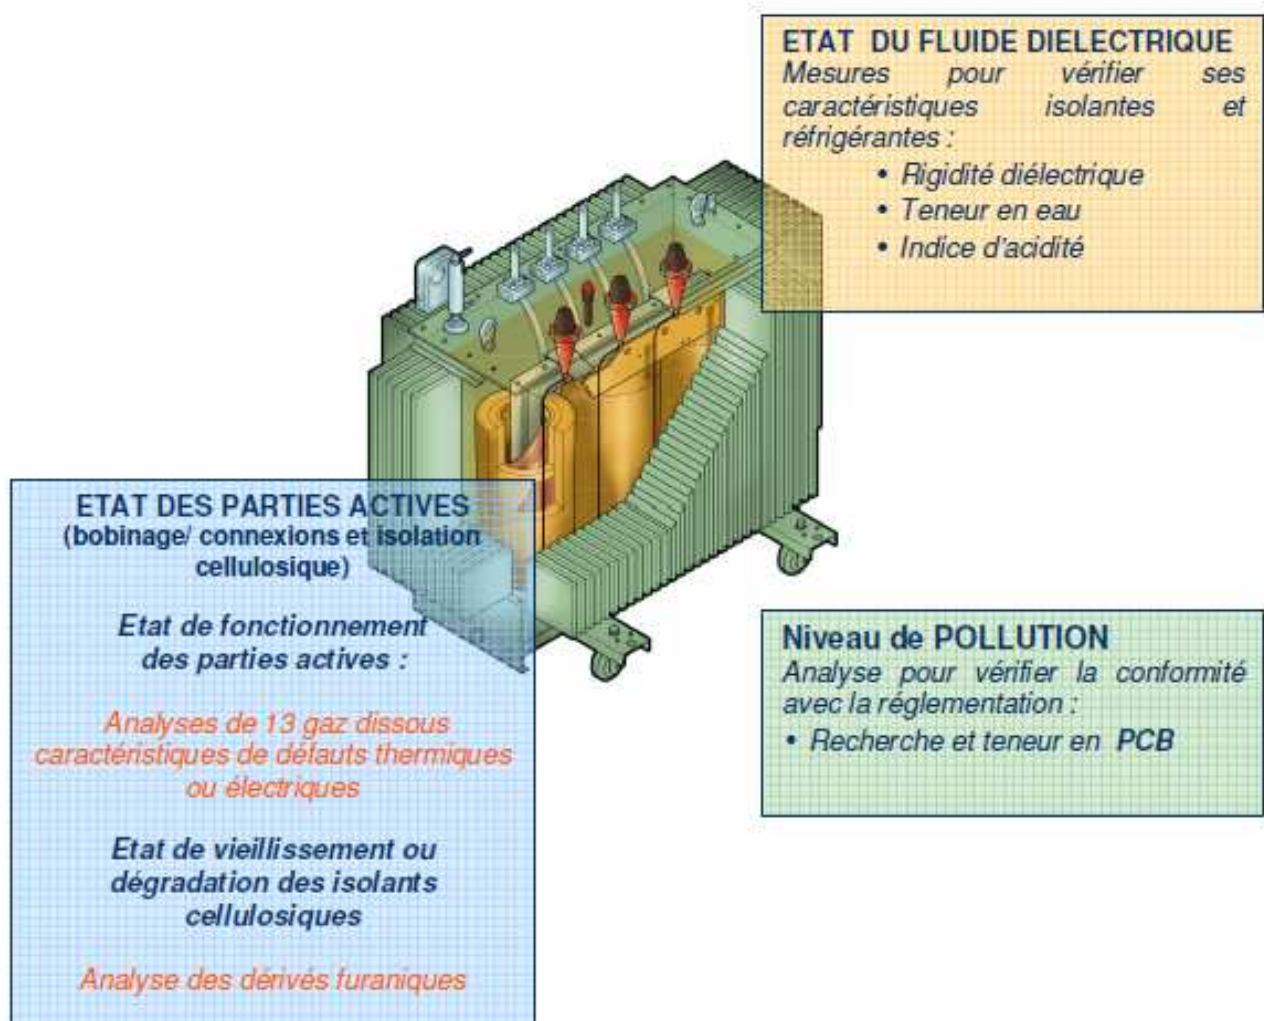 ETAT DU FLUIDE DIELECTRIQUE
Mesures pour vérifier ses
caractéristiques isolantes et
réfrigérantes :
• Rigidité diélectrique
• Teneur en eau
• Indice d'acidité
ETAT DES PARTIES ACTIVES
(bobinage/ connexions et isolation
cellulosique)
Etat de fonctionnement
des parties actives :
Analyses de 13 gaz dissous
caractéristiques de défauts thermiques
ou électriques
Etat de vieillissement ou
dégradation des isolants
cellulosiques
Analyse des dérivés furaniques
Niveau de POLLUTION
Analyse pour vérifier la conformité
avec la réglementation :
• Recherche et teneur en PCB